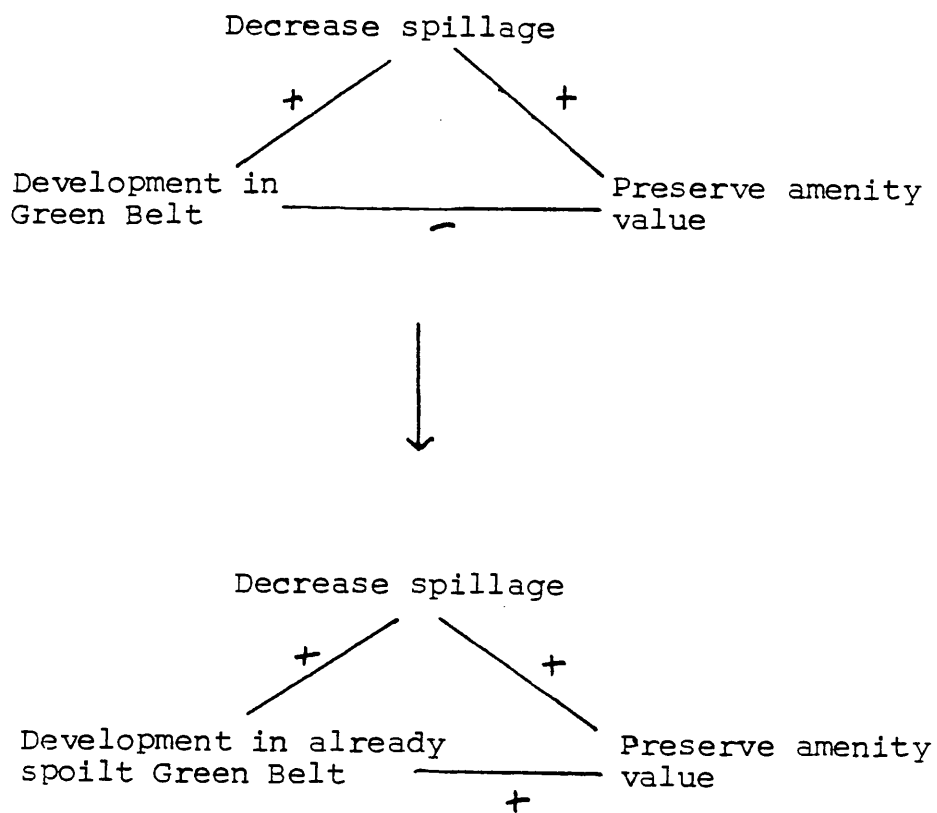 Decrease spillage
+ +
Development in
Green Belt
Preserve amenity
value
-
Decrease spillage
+ +
Development in already
spoilt Green Belt
Preserve amenity
value
+